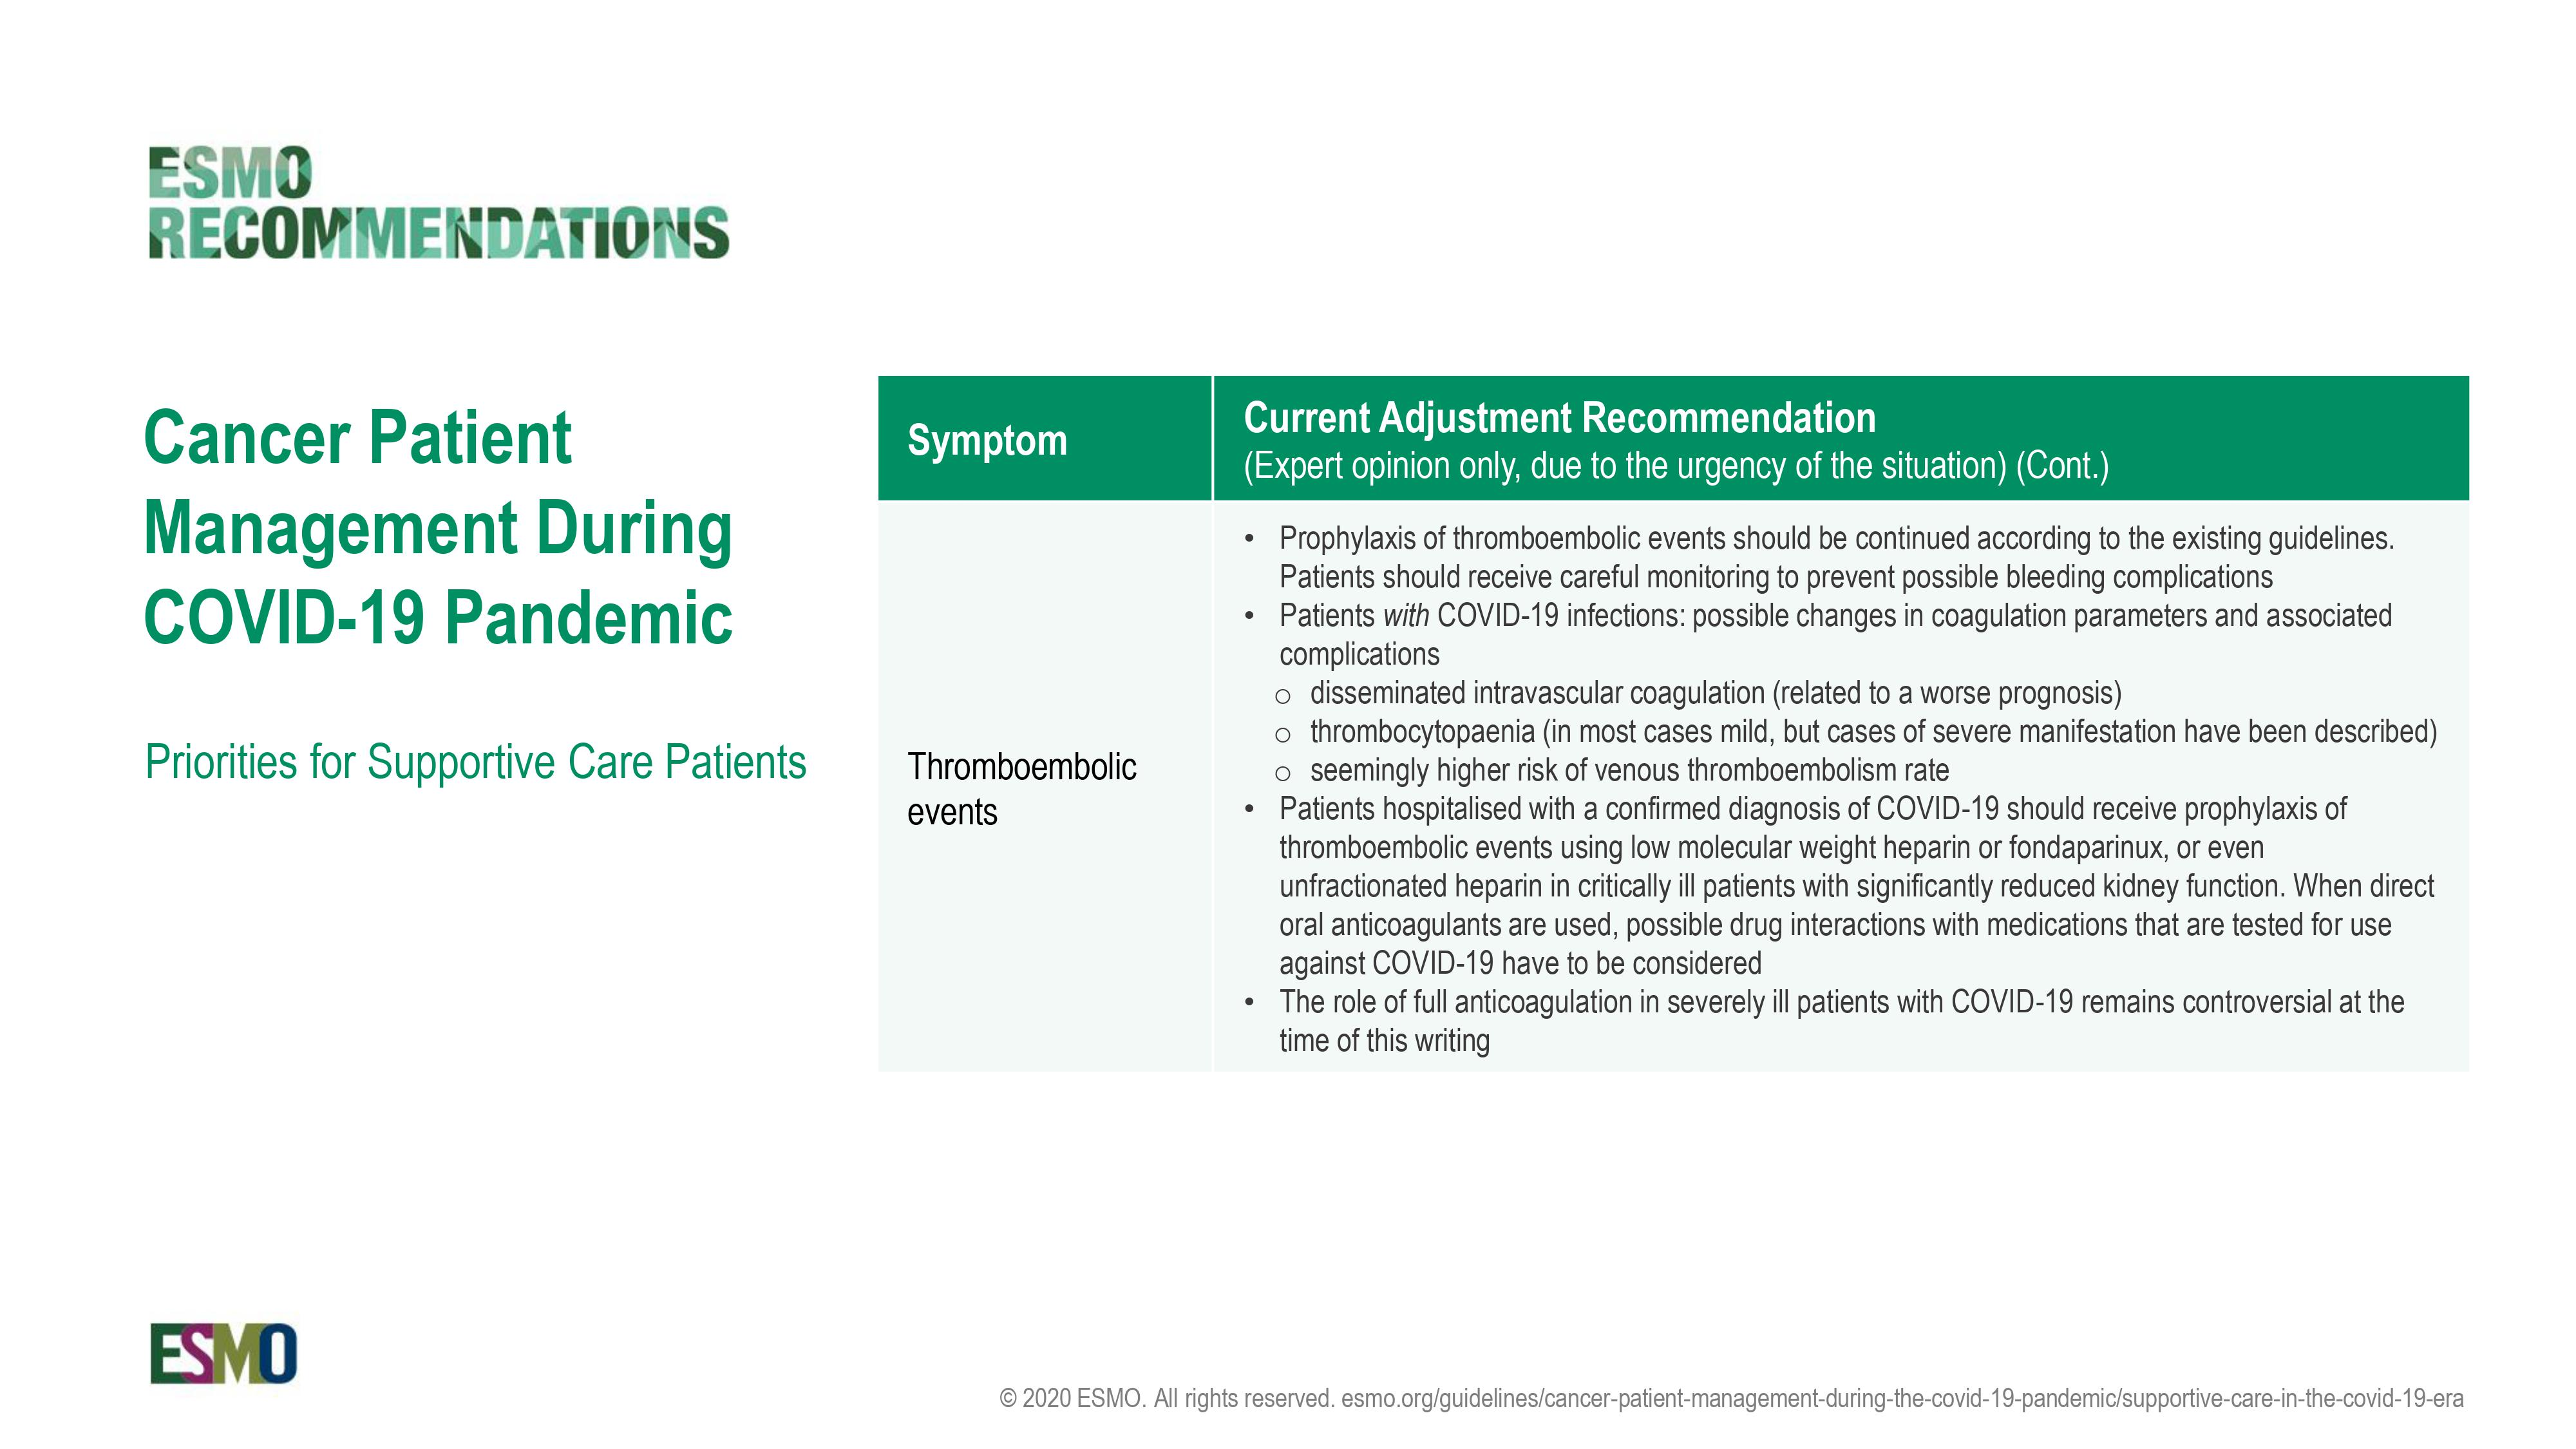 ESMO
RECOMMENDATIONS
Cancer Patient
Management During
COVID-19 Pandemic
Priorities for Supportive Care Patients
Symptom
Current Adjustment Recommendation
(Expert opinion only, due to the urgency of the situation) (Cont.)
Thromboembolic
events
• Prophylaxis of thromboembolic events should be continued according to the existing guidelines.
Patients should receive careful monitoring to prevent possible bleeding complications
• Patients with COVID-19 infections: possible changes in coagulation parameters and associated
complications
o disseminated intravascular coagulation (related to a worse prognosis)
o thrombocytopaenia (in most cases mild, but cases of severe manifestation have been described)
o seemingly higher risk of venous thromboembolism rate
• Patients hospitalised with a confirmed diagnosis of COVID-19 should receive prophylaxis of
thromboembolic events using low molecular weight heparin or fondaparinux, or even
unfractionated heparin in critically ill patients with significantly reduced kidney function. When direct
oral anticoagulants are used, possible drug interactions with medications that are tested for use
against COVID-19 have to be considered
• The role of full anticoagulation in severely ill patients with COVID-19 remains controversial at the
time of this writing
ESMO
© 2020 ESMO. All rights reserved. esmo.org/guidelines/cancer-patient-management-during-the-covid-19-pandemic/supportive-care-in-the-covid-19-era